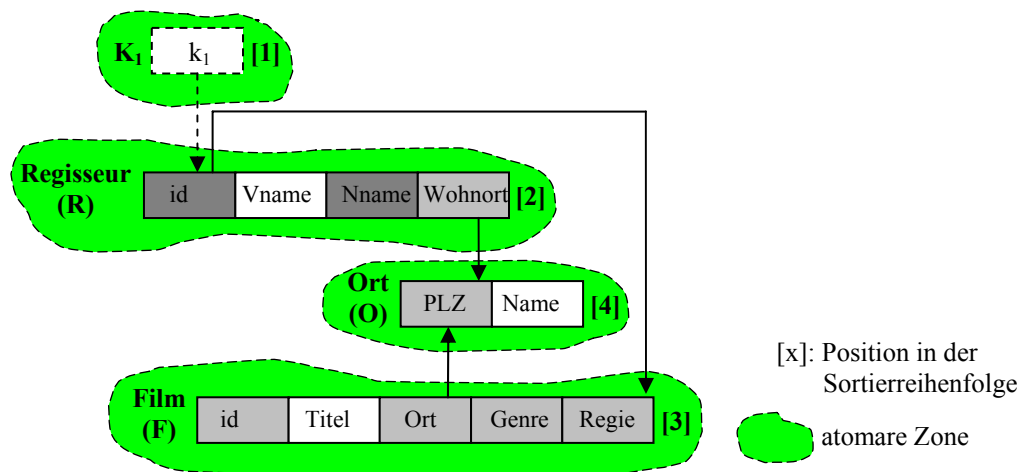 K₁ k₁ [1]
Regisseur
(R)
id Vname Nname Wohnort [2]
Ort
(O)
PLZ Name [4]
[x]: Position in der
Sortierreihenfolge
Film
(F)
id Titel Ort Genre Regie [3]
atomare Zone